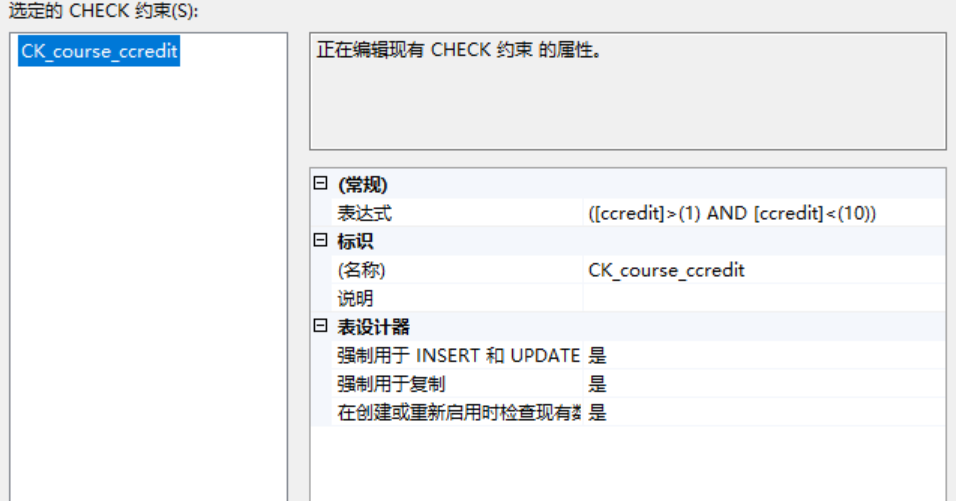 选定的 CHECK 约束(S):
CK_course_ccredit
正在编辑现有 CHECK 约束 的属性。
(常规)
表达式 ([ccredit]>(1) AND [ccredit]<(10))
标识
(名称) CK_course_ccredit
说明
表设计器
强制用于 INSERT 和 UPDATE 是
强制用于复制 是
在创建或重新启用时检查现有 是